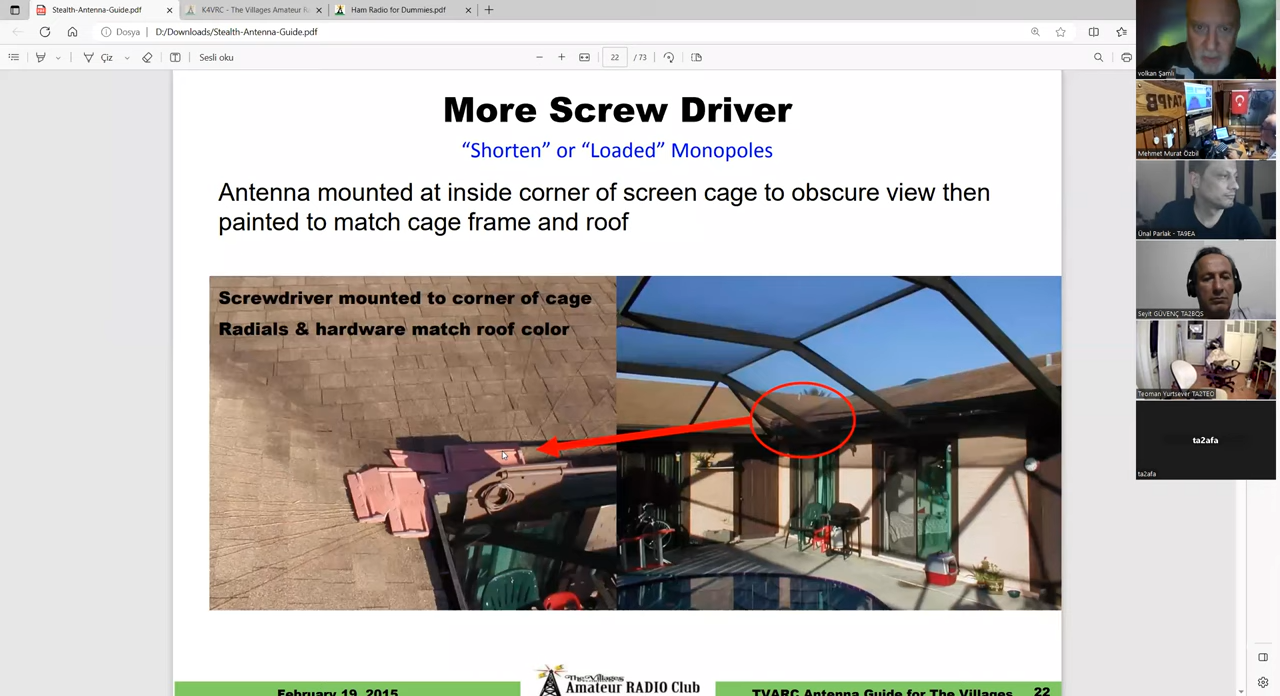 Stealth-Antenna-Guide.pdf
K4VRC - The Villages Amateur R
Ham Radio for Dummies.pdf
Dosya
D:/Downloads/Stealth-Antenna-Guide.pdf
Çiz
Sesli oku
22
/ 73
More Screw Driver
“Shorten” or “Loaded” Monopoles
Antenna mounted at inside corner of screen cage to obscure view then
painted to match cage frame and roof
Screwdriver mounted to corner of cage
Radials & hardware match roof color
February 19, 2015
The Villages
Amateur RADIO Club
TVARC Antenna Guide for The Villages
22
volkan Şamlı
TA1PB
Mehmet Murat Özbil
Ünal Parlak - TA9EA
Seyit GÜVENÇ TA2BQS
Teoman Yurtsever TA2TEO
ta2afa
ta2afa